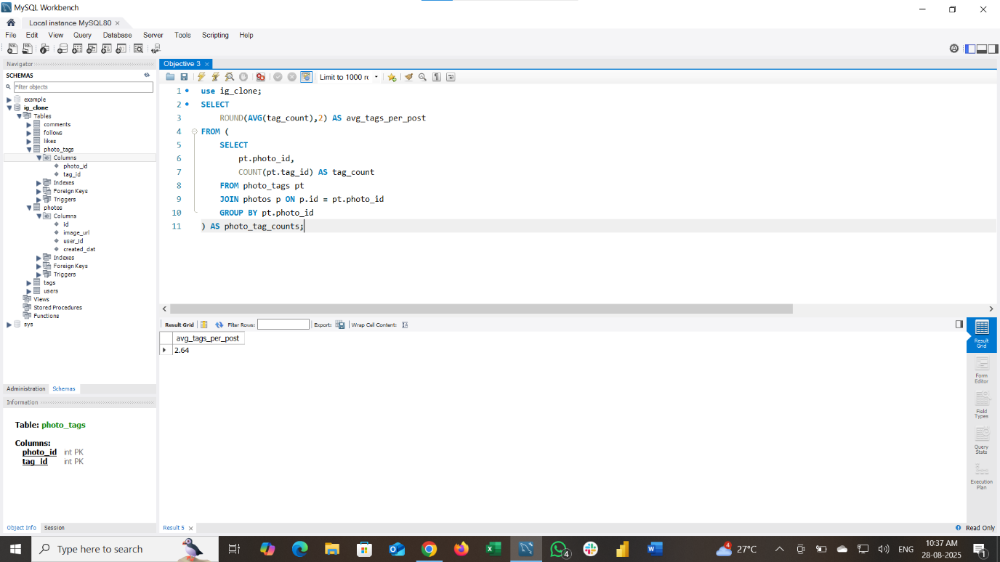 MySQL Workbench
Local instance MySQL80
File Edit View Query Database Server Tools Scripting Help
Navigator
SCHEMAS
Filter objects
example
ig_clone
Tables
comments
follows
likes
photo_tags
Columns
photo_id
tag_id
Indexes
Foreign Keys
Triggers
photos
Columns
id
image_url
user_id
created_dat
Indexes
Foreign Keys
Triggers
tags
users
Views
Stored Procedures
Functions
sys
Administration Schemas
Information
Table: photo_tags
Columns:
photo_id int PK
tag_id int PK
Object Info Session
Objective 3
Limit to 1000 rc
1 use ig_clone;
2 SELECT
3 ROUND(AVG(tag_count),2) AS avg_tags_per_post
4 FROM (
5 SELECT
6 pt.photo_id,
7 COUNT(pt.tag_id) AS tag_count
8 FROM photo_tags pt
9 JOIN photos p ON p.id = pt.photo_id
10 GROUP BY pt.photo_id
11 ) AS photo_tag_counts;
Result Grid Filter Rows: Export: Wrap Cell Content:
avg_tags_per_post
2.64
Result
Grid
Form
Editor
Field
Types
Query
Stats
Execution
Plan
Result 5
Read Only
Type here to search
4
4
27°C
ENG
10:37 AM
28-08-2025
1